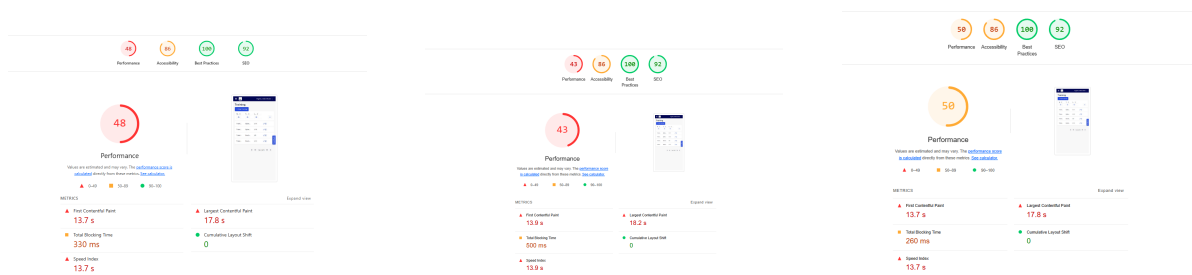 48
86
100
92
Performance
Accessibility
Best Practices
SEO
48
Performance
Values are estimated and may vary. The performance score is
calculated directly from these metrics. See calculator.
0–49
50–89
90–100
METRICS
Expand view
First Contentful Paint
13.7 s
Largest Contentful Paint
17.8 s
Total Blocking Time
330 ms
Cumulative Layout Shift
0
Speed Index
13.7 s
43
86
100
92
Performance
Accessibility
Best
Practices
SEO
43
Performance
Values are estimated and may vary. The performance score
is calculated directly from these metrics. See calculator.
0–49
50–89
90–100
METRICS
Expand view
First Contentful Paint
13.9 s
Largest Contentful Paint
18.2 s
Total Blocking Time
500 ms
Cumulative Layout Shift
0
Speed Index
13.9 s
50
86
100
92
Performance
Accessibility
Best
Practices
SEO
50
Performance
Values are estimated and may vary. The performance score
is calculated directly from these metrics. See calculator.
0–49
50–89
90–100
METRICS
Expand view
First Contentful Paint
13.7 s
Largest Contentful Paint
17.8 s
Total Blocking Time
260 ms
Cumulative Layout Shift
0
Speed Index
13.7 s